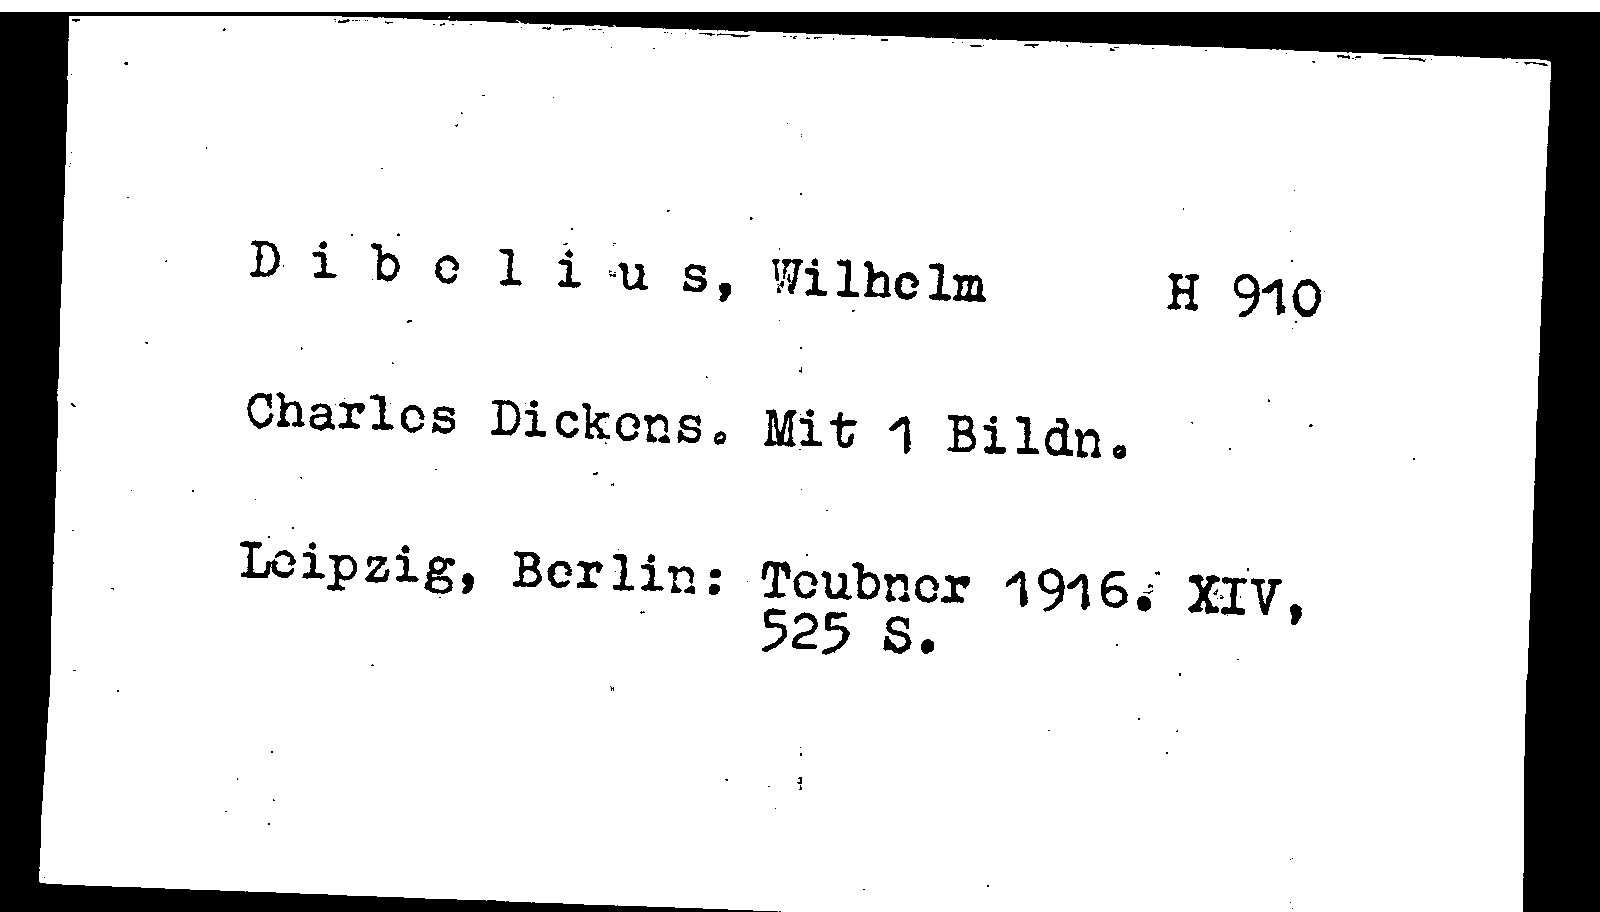 D i b e l i u s, Wilhelm H 910
Charles Dickens. Mit 1 Bildn.
Leipzig, Berlin: Teubner 1916. XIV,
525 S.